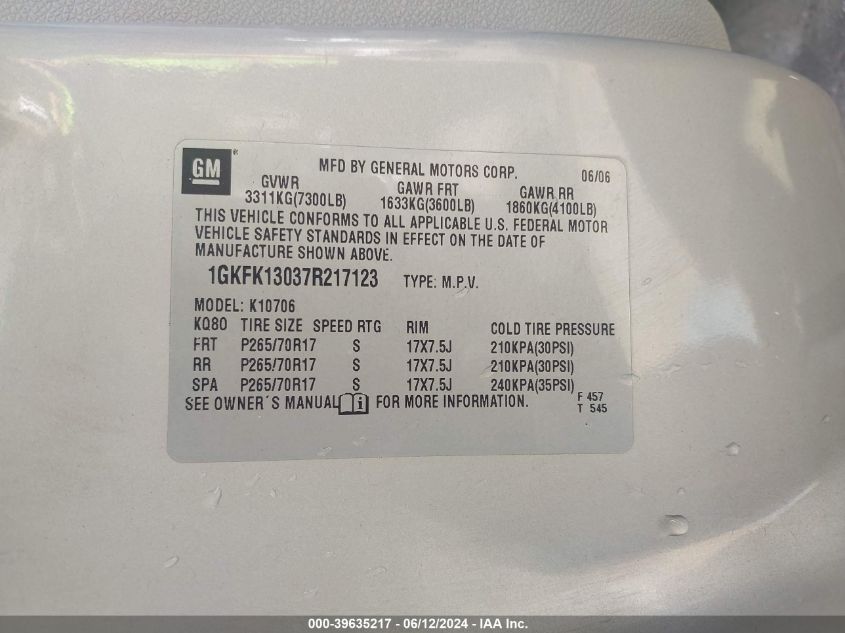 GM ® MFD BY GENERAL MOTORS CORP. 06/06
GVWR GAWR FRT GAWR RR
3311KG(7300LB) 1633KG(3600LB) 1860KG(4100LB)
THIS VEHICLE CONFORMS TO ALL APPLICABLE U.S. FEDERAL MOTOR
VEHICLE SAFETY STANDARDS IN EFFECT ON THE DATE OF
MANUFACTURE SHOWN ABOVE.
1GKFK13037R217123 TYPE: M.P.V.
MODEL: K10706
KQ80 TIRE SIZE SPEED RTG RIM COLD TIRE PRESSURE
FRT P265/70R17 S 17X7.5J 210KPA(30PSI)
RR P265/70R17 S 17X7.5J 210KPA(30PSI)
SPA P265/70R17 S 17X7.5J 240KPA(35PSI)
SEE OWNER'S MANUAL i FOR MORE INFORMATION. F 457
T 545
000-39635217 - 06/12/2024 - IAA Inc.